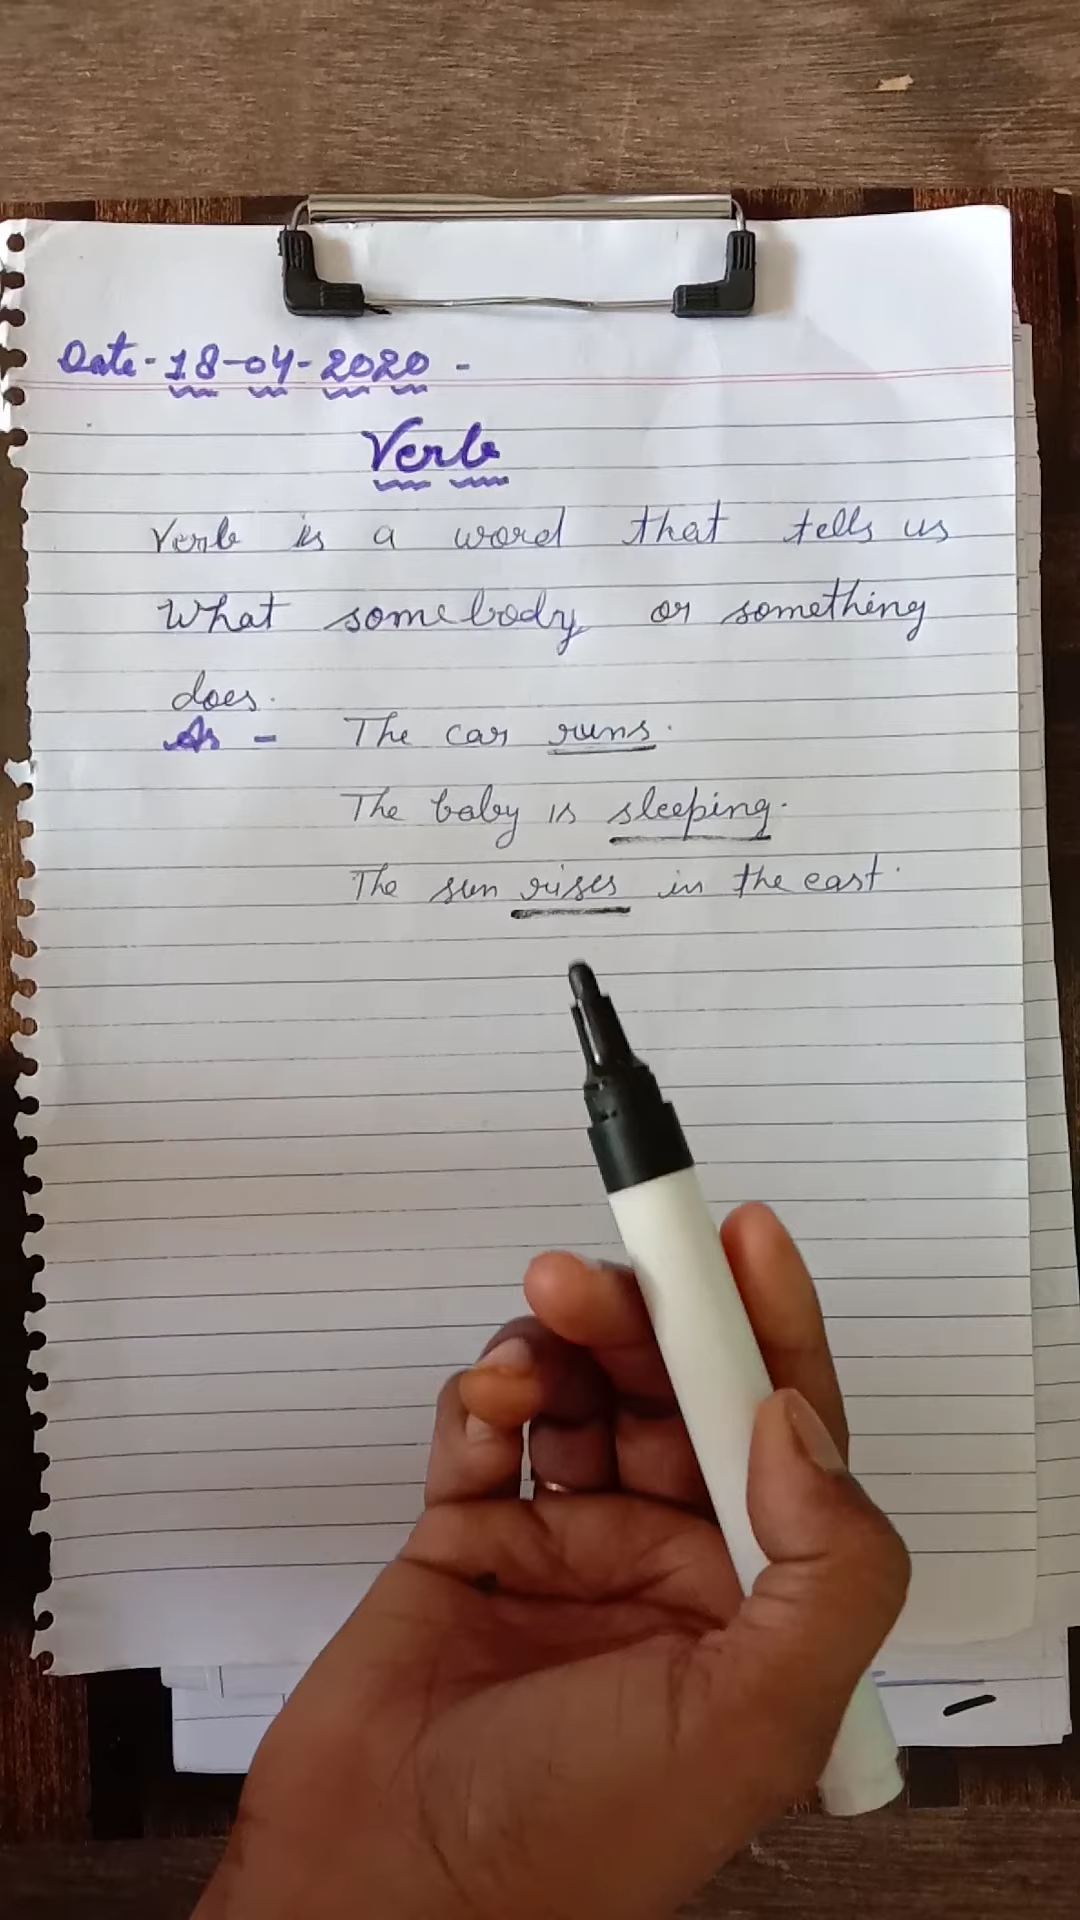 Date-18-04-2020-
Verb
Verb is a word that tells us
What somebody or something
does.
As - The car runs.
The baby is sleeping.
The sun rises in the east.